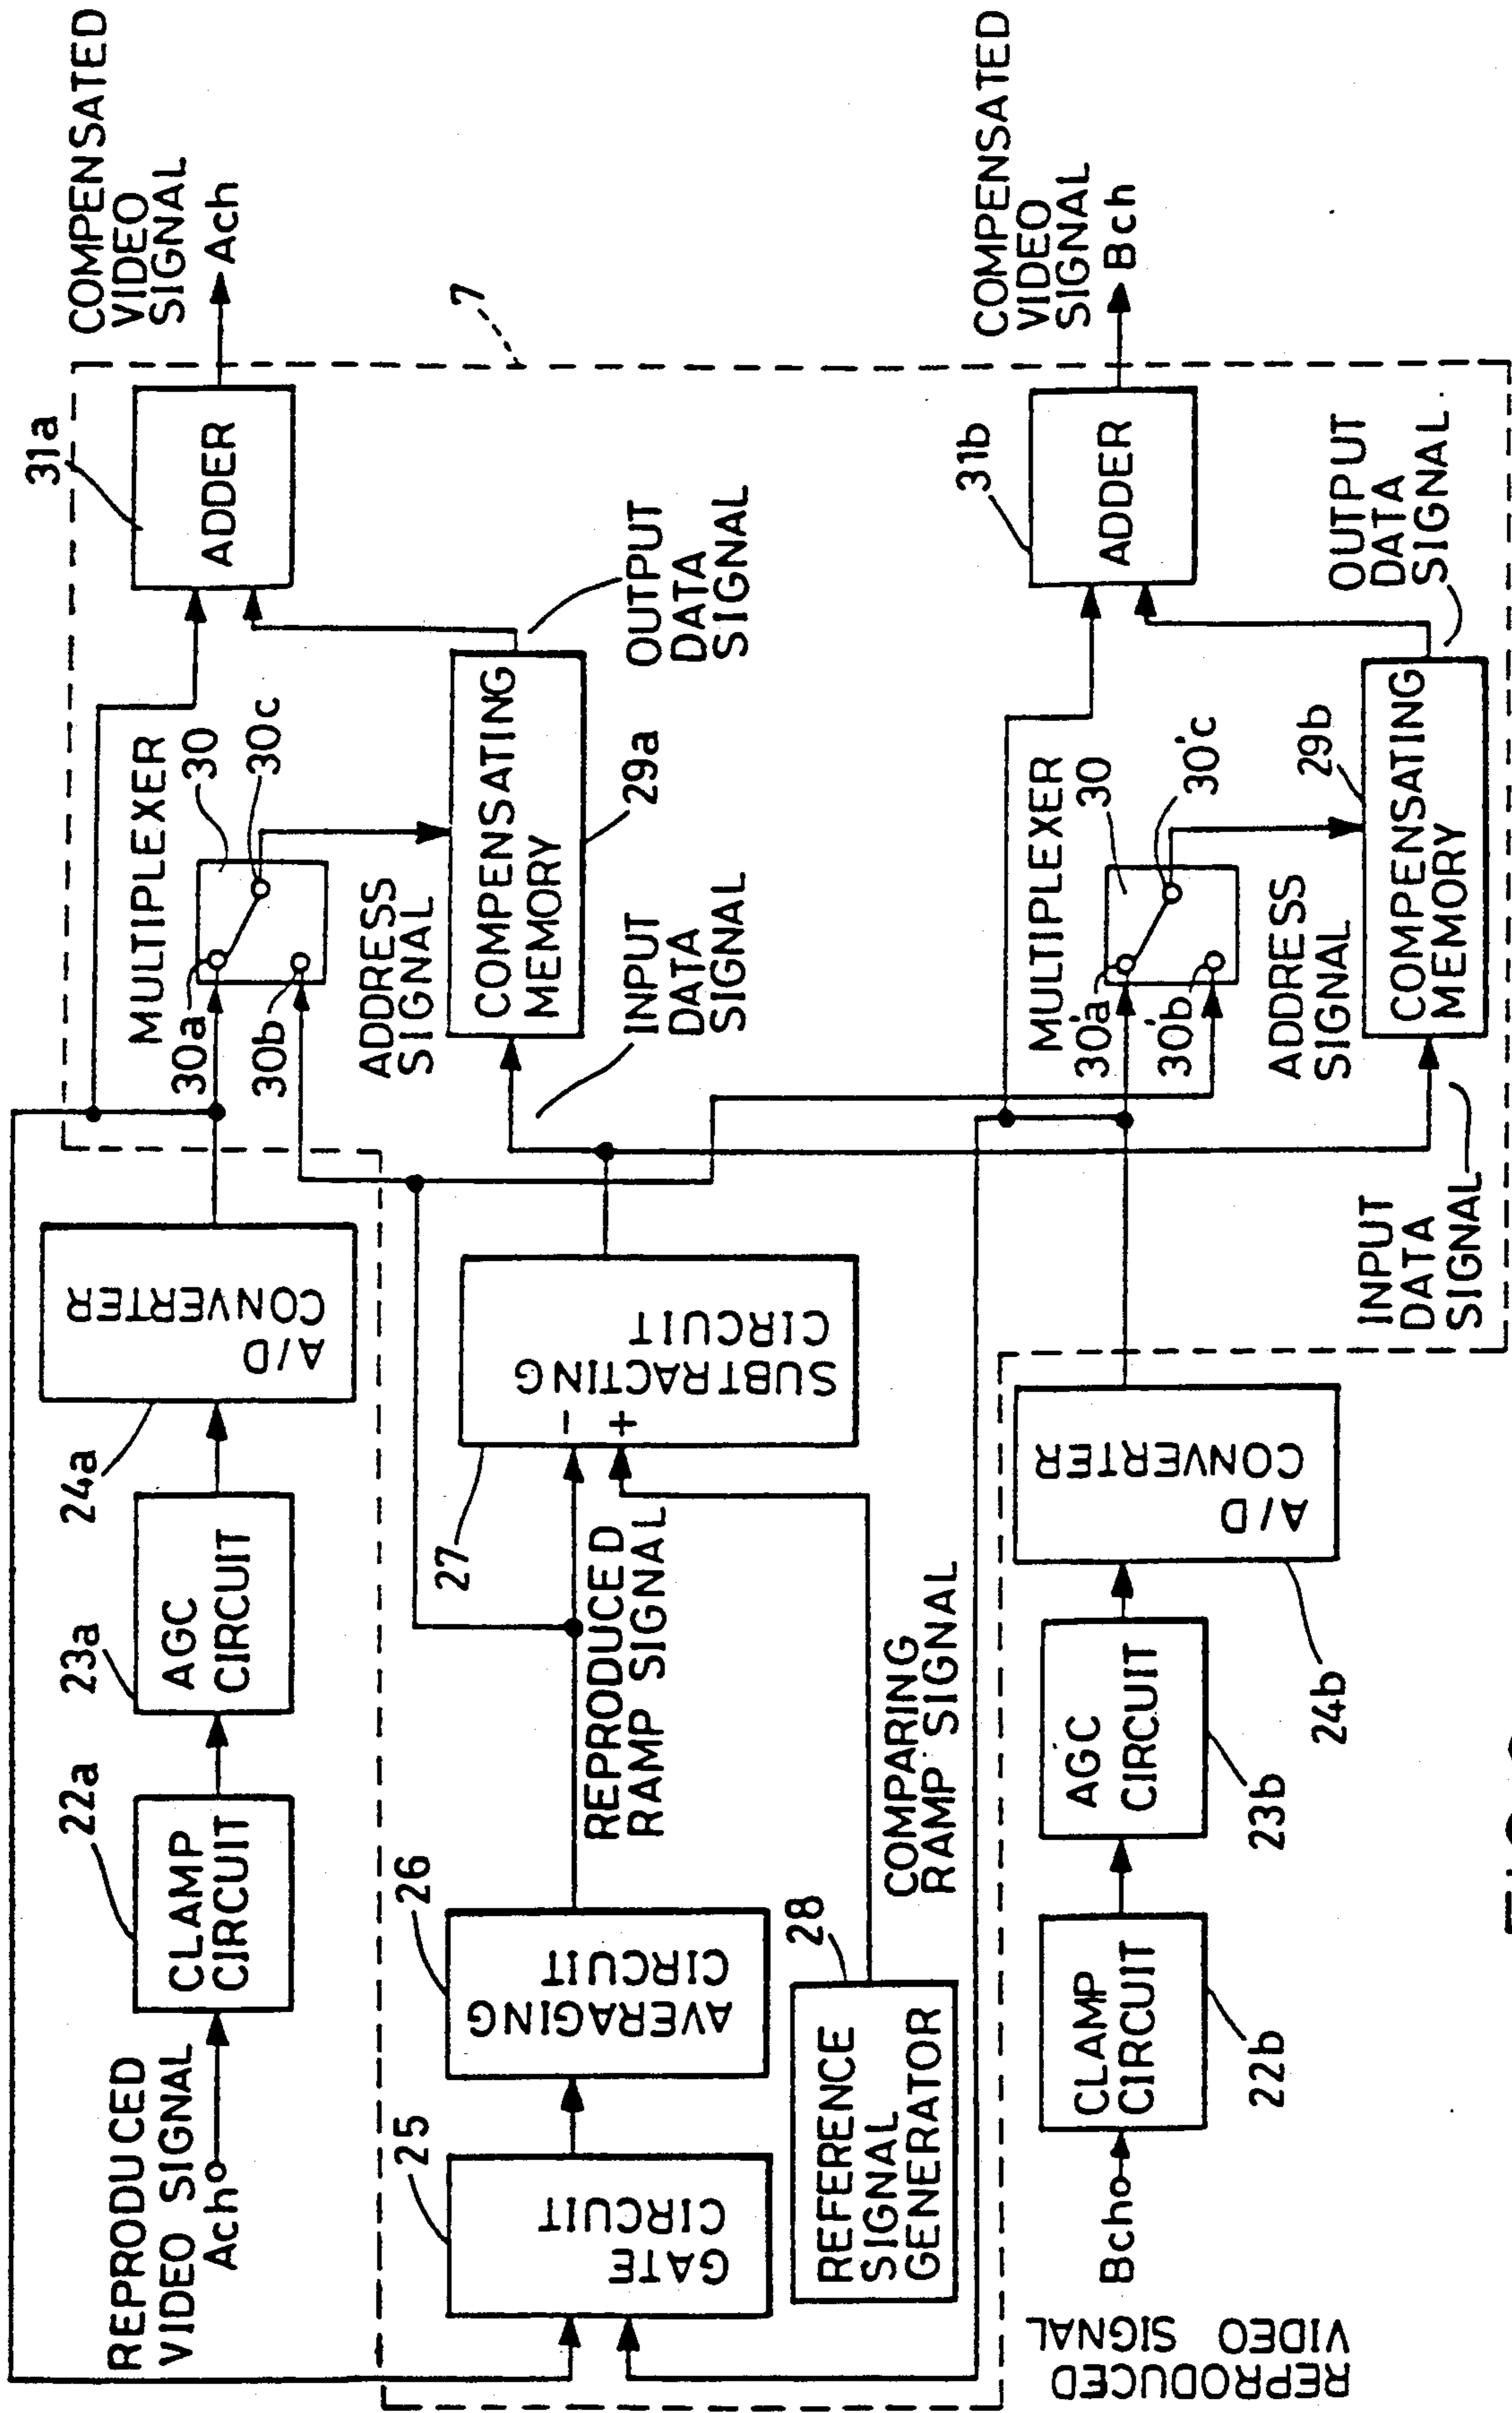 REPRODUCED
VIDEO SIGNAL
Ach
22a
CLAMP
CIRCUIT
23a
AGC
CIRCUIT
24a
A/D
CONVERTER
MULTIPLEXER
30
30a
30b
30c
ADDRESS
SIGNAL
COMPENSATING
MEMORY
29a
INPUT
DATA
SIGNAL
OUTPUT
DATA
SIGNAL
31a
ADDER
COMPENSATED
VIDEO
SIGNAL
Ach
7
25
GATE
CIRCUIT
26
AVERAGING
CIRCUIT
REPRODUCED
RAMP SIGNAL
27
-
+
SUBTRACTING
CIRCUIT
28
REFERENCE
SIGNAL
GENERATOR
COMPARING
RAMP SIGNAL
REPRODUCED
VIDEO SIGNAL
Bch
CLAMP
CIRCUIT
22b
AGC
CIRCUIT
23b
A/D
CONVERTER
24b
MULTIPLEXER
30
30'a
30'b
30'c
ADDRESS
SIGNAL
COMPENSATING
MEMORY
29b
INPUT
DATA
SIGNAL
OUTPUT
DATA
SIGNAL
31b
ADDER
COMPENSATED
VIDEO
SIGNAL
Bch